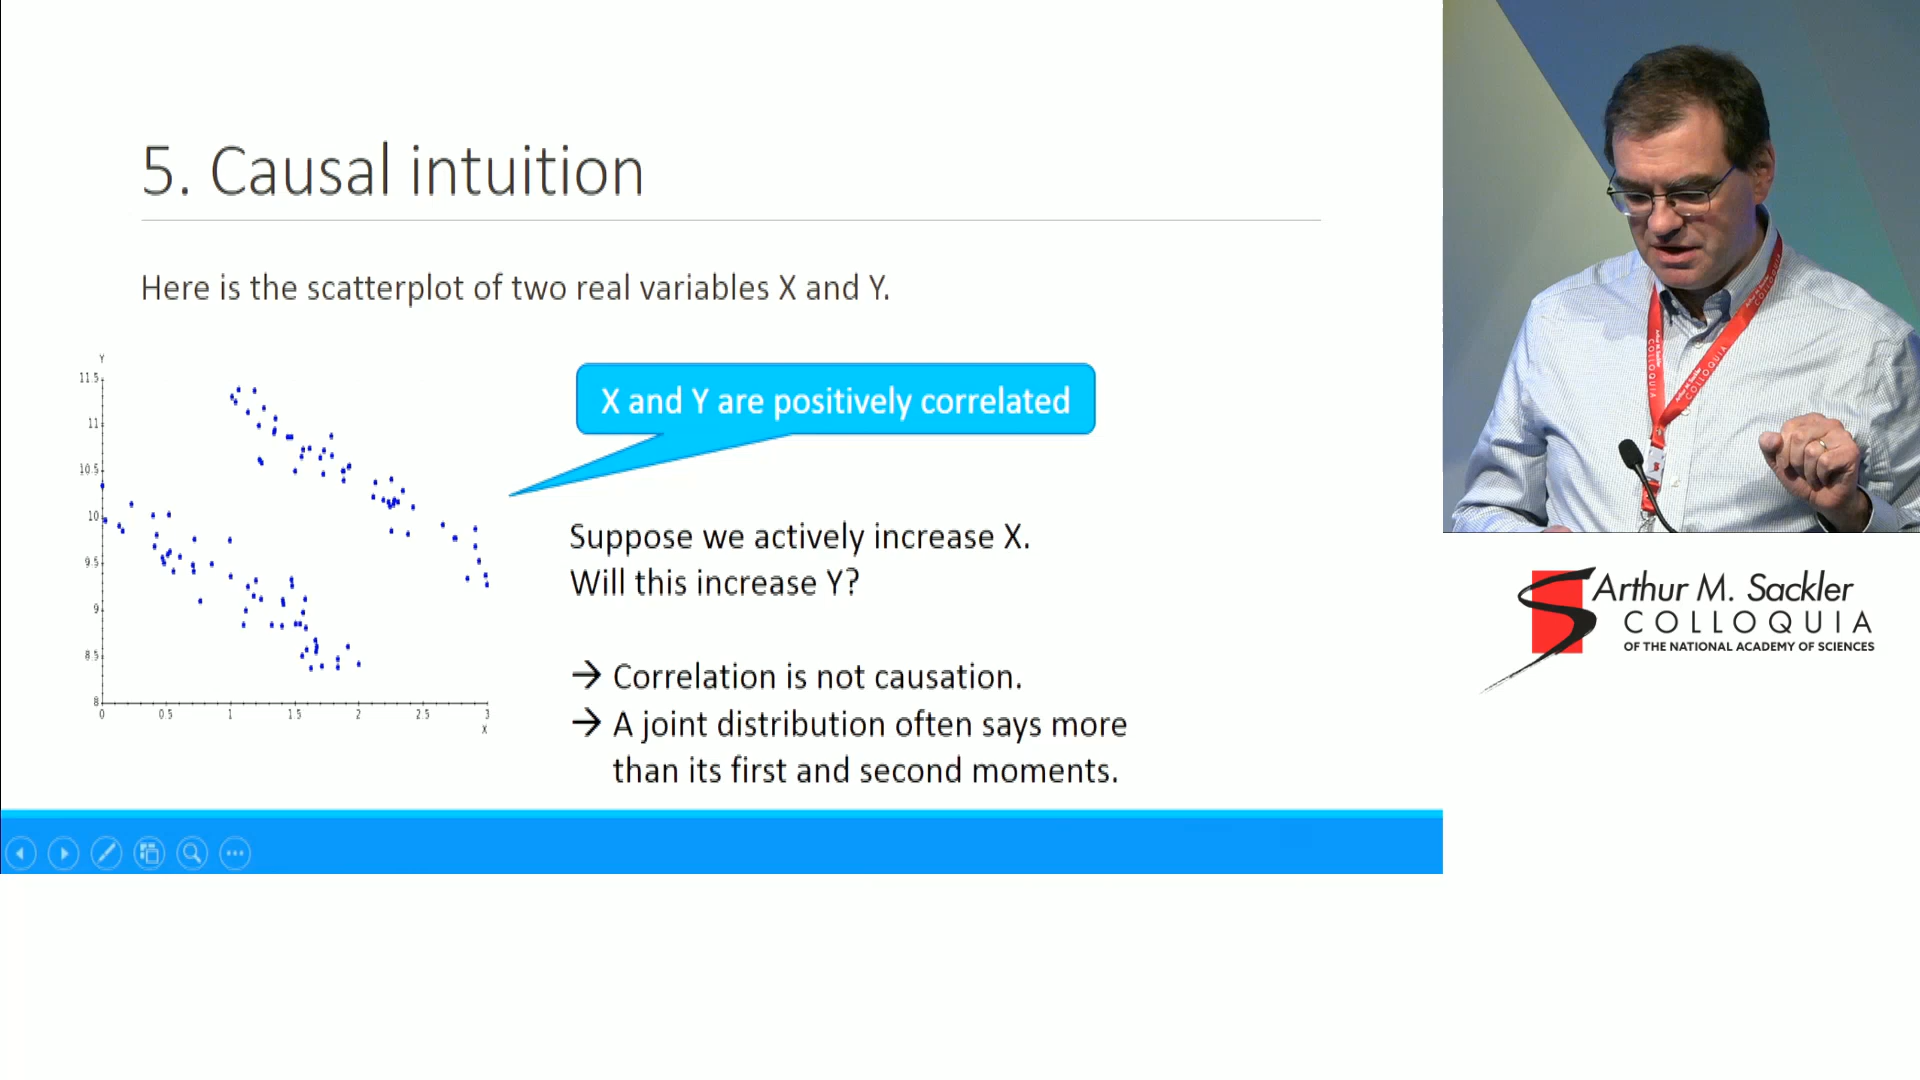 5. Causal intuition
Here is the scatterplot of two real variables X and Y.
Y
11.5
11
10.5
10
9.5
9
8.5
8
0
0.5
1
1.5
2
2.5
3
X
X and Y are positively correlated
Suppose we actively increase X.
Will this increase Y?
→ Correlation is not causation.
→ A joint distribution often says more
than its first and second moments.
COLLOQUIA
COLLOQUIA
Arthur M. Sackler
COLLOQUIA
OF THE NATIONAL ACADEMY OF SCIENCES